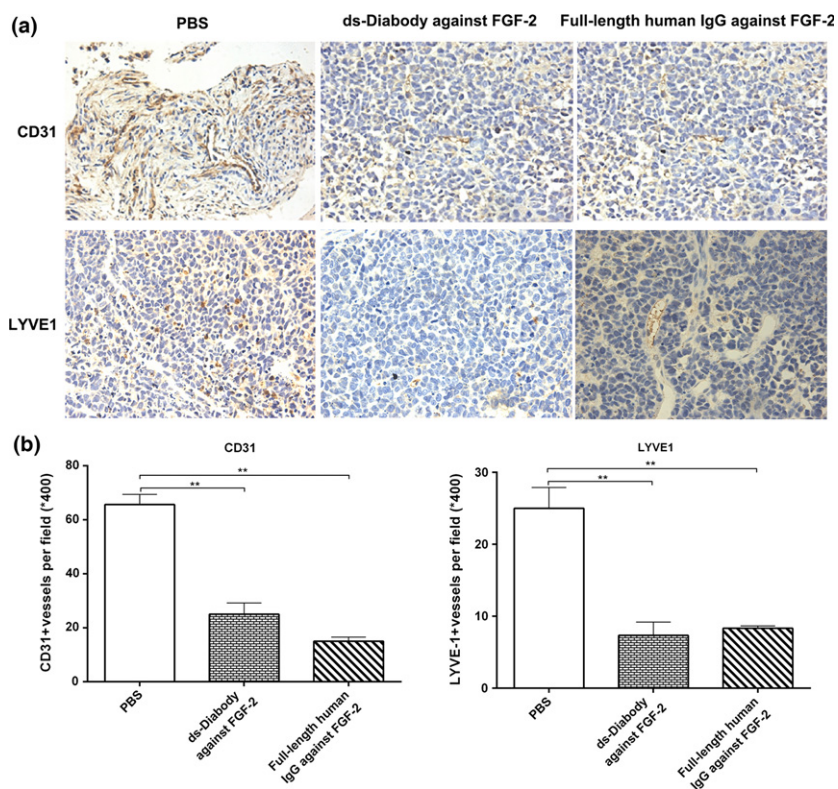 (a)
PBS
ds-Diabody against FGF-2
Full-length human IgG against FGF-2
CD31
LYVE1
(b)
CD31
CD31+vessels per field (*400)
80
60
40
20
0
**
**
PBS
ds-Diabody
against FGF-2
Full-length human
IgG against FGF-2
LYVE1
LYVE-1+vessels per field (*400)
30
20
10
0
**
**
PBS
ds-Diabody
against FGF-2
Full-length human
IgG against FGF-2